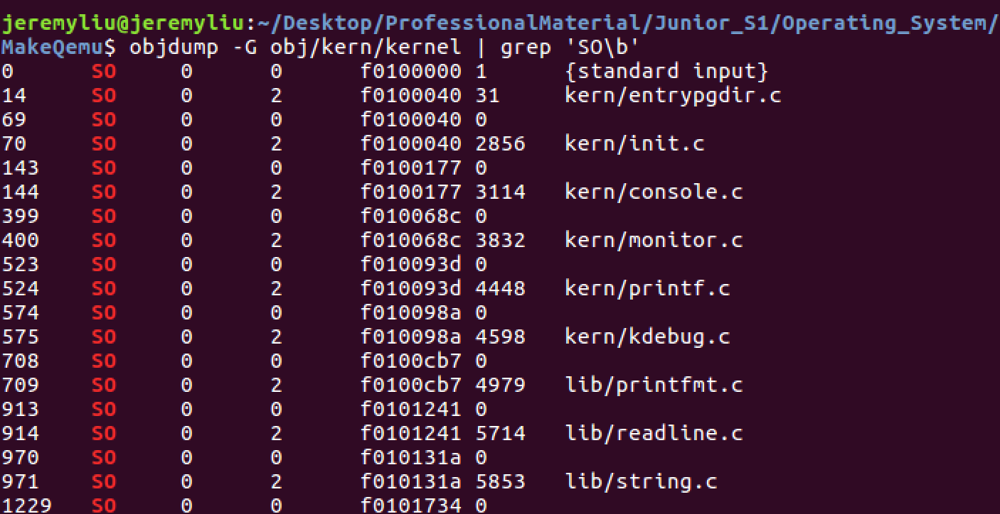 jeremyliu@jeremyliu:~/Desktop/ProfessionalMaterial/Junior_S1/Operating_System/
MakeQemu$ objdump -G obj/kern/kernel | grep 'SO\b'
0 SO 0 0 f0100000 1 {standard input}
14 SO 0 2 f0100040 31 kern/entrypgdir.c
69 SO 0 0 f0100040 0
70 SO 0 2 f0100040 2856 kern/init.c
143 SO 0 0 f0100177 0
144 SO 0 2 f0100177 3114 kern/console.c
399 SO 0 0 f010068c 0
400 SO 0 2 f010068c 3832 kern/monitor.c
523 SO 0 0 f010093d 0
524 SO 0 2 f010093d 4448 kern/printf.c
574 SO 0 0 f010098a 0
575 SO 0 2 f010098a 4598 kern/kdebug.c
708 SO 0 0 f0100cb7 0
709 SO 0 2 f0100cb7 4979 lib/printfmt.c
913 SO 0 0 f0101241 0
914 SO 0 2 f0101241 5714 lib/readline.c
970 SO 0 0 f010131a 0
971 SO 0 2 f010131a 5853 lib/string.c
1229 SO 0 0 f0101734 0